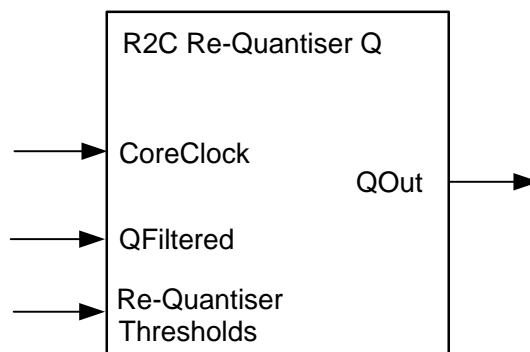 R2C Re-Quantiser Q
CoreClock
QOut
QFiltered
Re-Quantiser
Thresholds